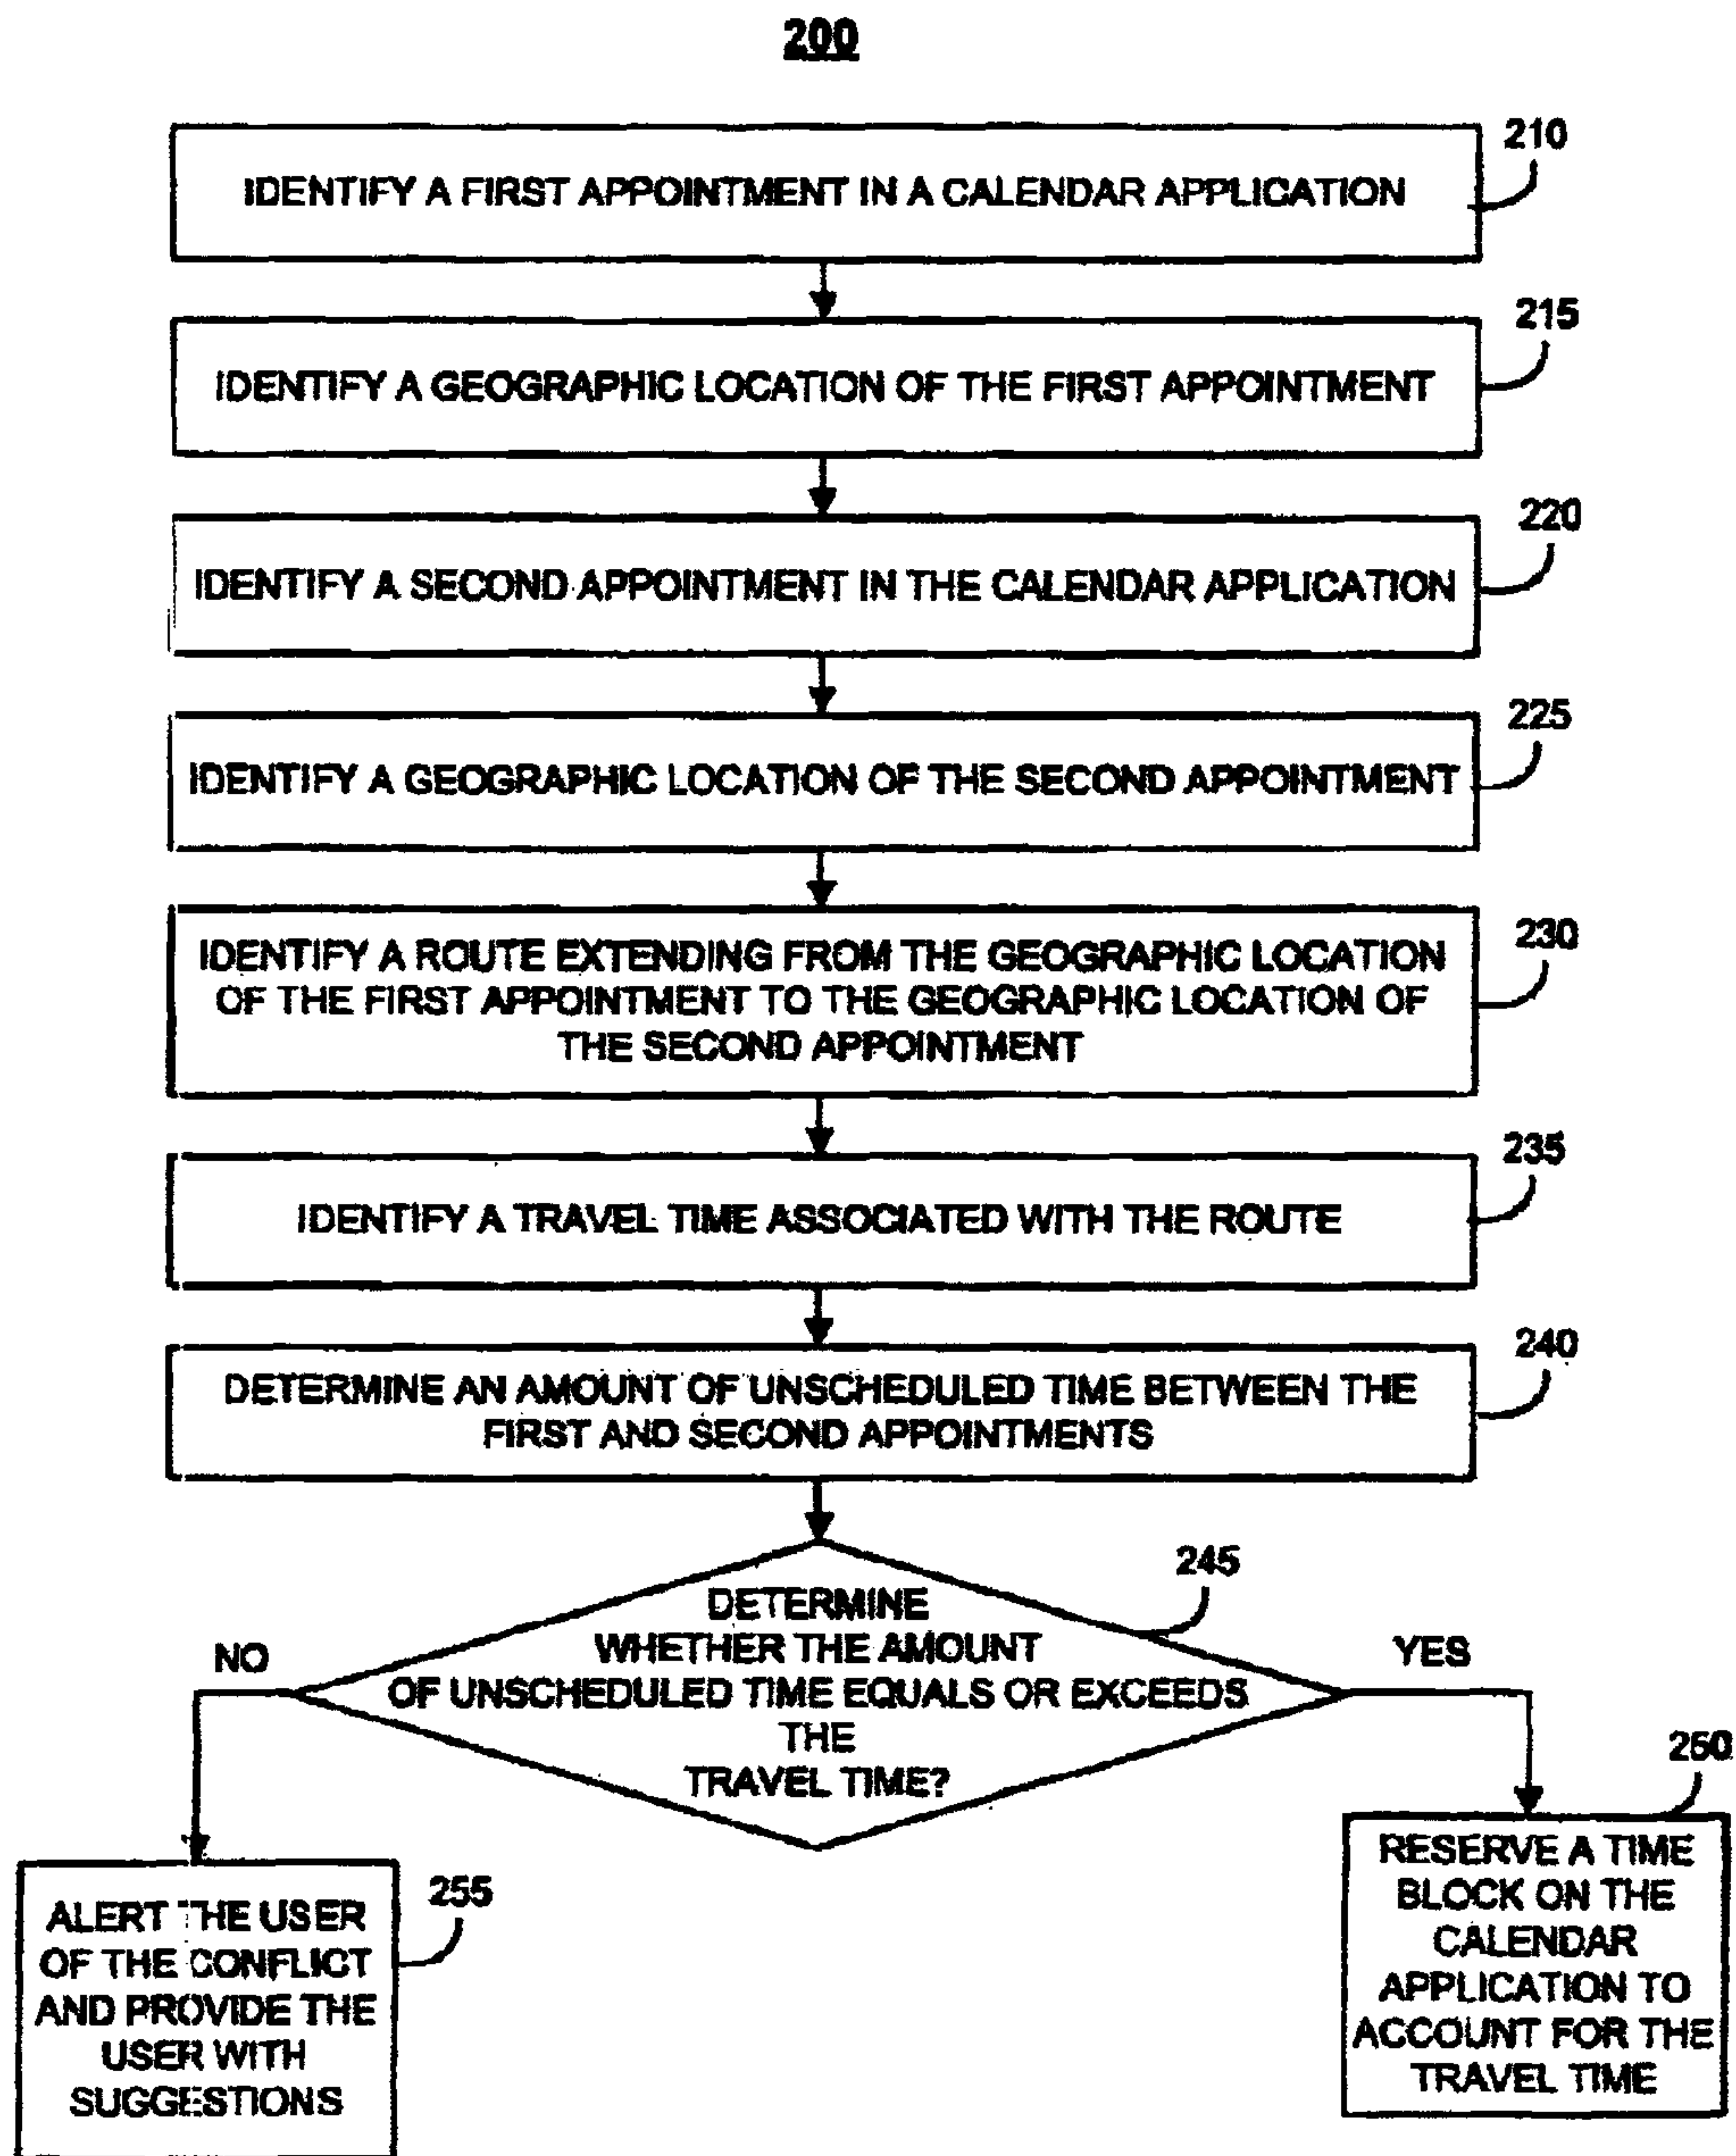 200
210
IDENTIFY A FIRST APPOINTMENT IN A CALENDAR APPLICATION
215
IDENTIFY A GEOGRAPHIC LOCATION OF THE FIRST APPOINTMENT
220
IDENTIFY A SECOND APPOINTMENT IN THE CALENDAR APPLICATION
225
IDENTIFY A GEOGRAPHIC LOCATION OF THE SECOND APPOINTMENT
230
IDENTIFY A ROUTE EXTENDING FROM THE GEOGRAPHIC LOCATION
OF THE FIRST APPOINTMENT TO THE GEOGRAPHIC LOCATION OF
THE SECOND APPOINTMENT
235
IDENTIFY A TRAVEL TIME ASSOCIATED WITH THE ROUTE
240
DETERMINE AN AMOUNT OF UNSCHEDULED TIME BETWEEN THE
FIRST AND SECOND APPOINTMENTS
245
DETERMINE
WHETHER THE AMOUNT
OF UNSCHEDULED TIME EQUALS OR EXCEEDS
THE
TRAVEL TIME?
NO
YES
255
ALERT THE USER
OF THE CONFLICT
AND PROVIDE THE
USER WITH
SUGGESTIONS
250
RESERVE A TIME
BLOCK ON THE
CALENDAR
APPLICATION TO
ACCOUNT FOR THE
TRAVEL TIME